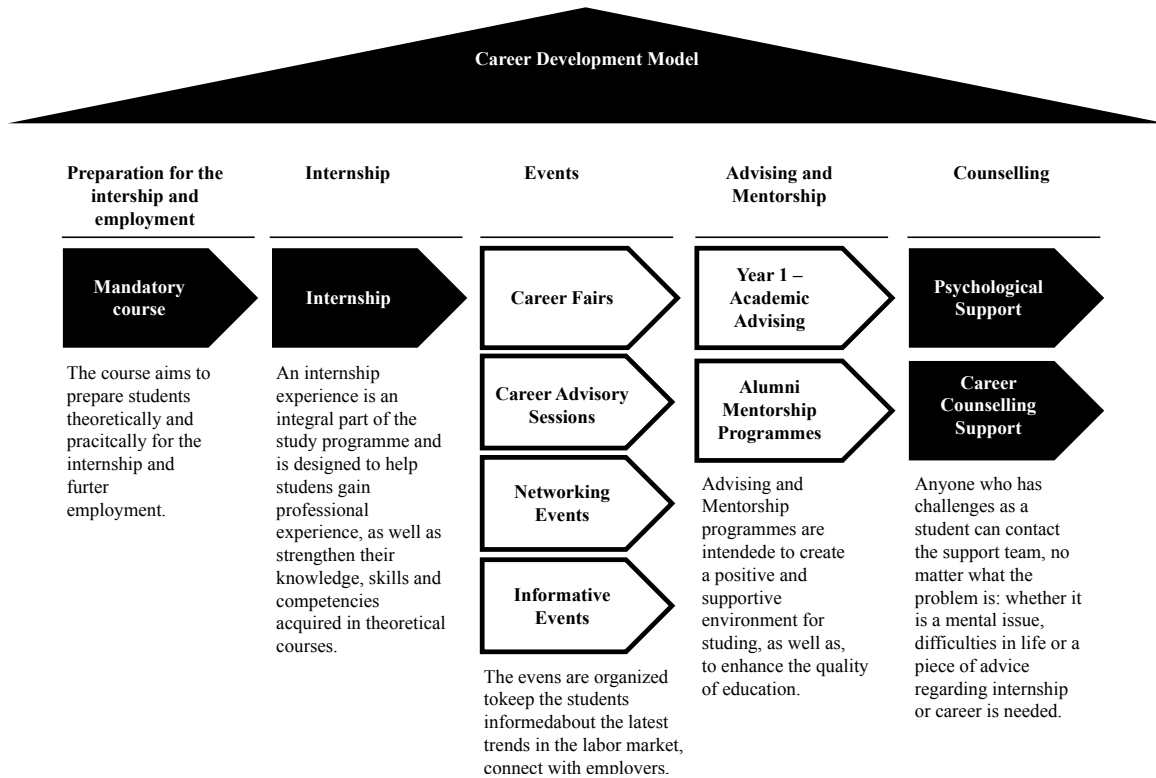 Career Development Model
Preparation for the
intership and
employment
Mandatory
course
The course aims to
prepare students
theoretically and
pracitcally for the
internship and
furter
employment.
Internship
Internship
An internship
experience is an
integral part of the
study programme and
is designed to help
studens gain
professional
experience, as well as
strengthen their
knowledge, skills and
competencies
acquired in theoretical
courses.
Events
Career Fairs
Career Advisory
Sessions
Networking
Events
Informative
Events
The evens are organized
tokeep the students
informedabout the latest
trends in the labor market,
connect with employers,
Advising and
Mentorship
Year 1 –
Academic
Advising
Alumni
Mentorship
Programmes
Advising and
Mentorship
programmes are
intendede to create
a positive and
supportive
environment for
studing, as well as,
to enhance the quality
of education.
Counselling
Psychological
Support
Career
Counselling
Support
Anyone who has
challenges as a
student can contact
the support team, no
matter what the
problem is: whether it
is a mental issue,
difficulties in life or a
piece of advice
regarding internship
or career is needed.